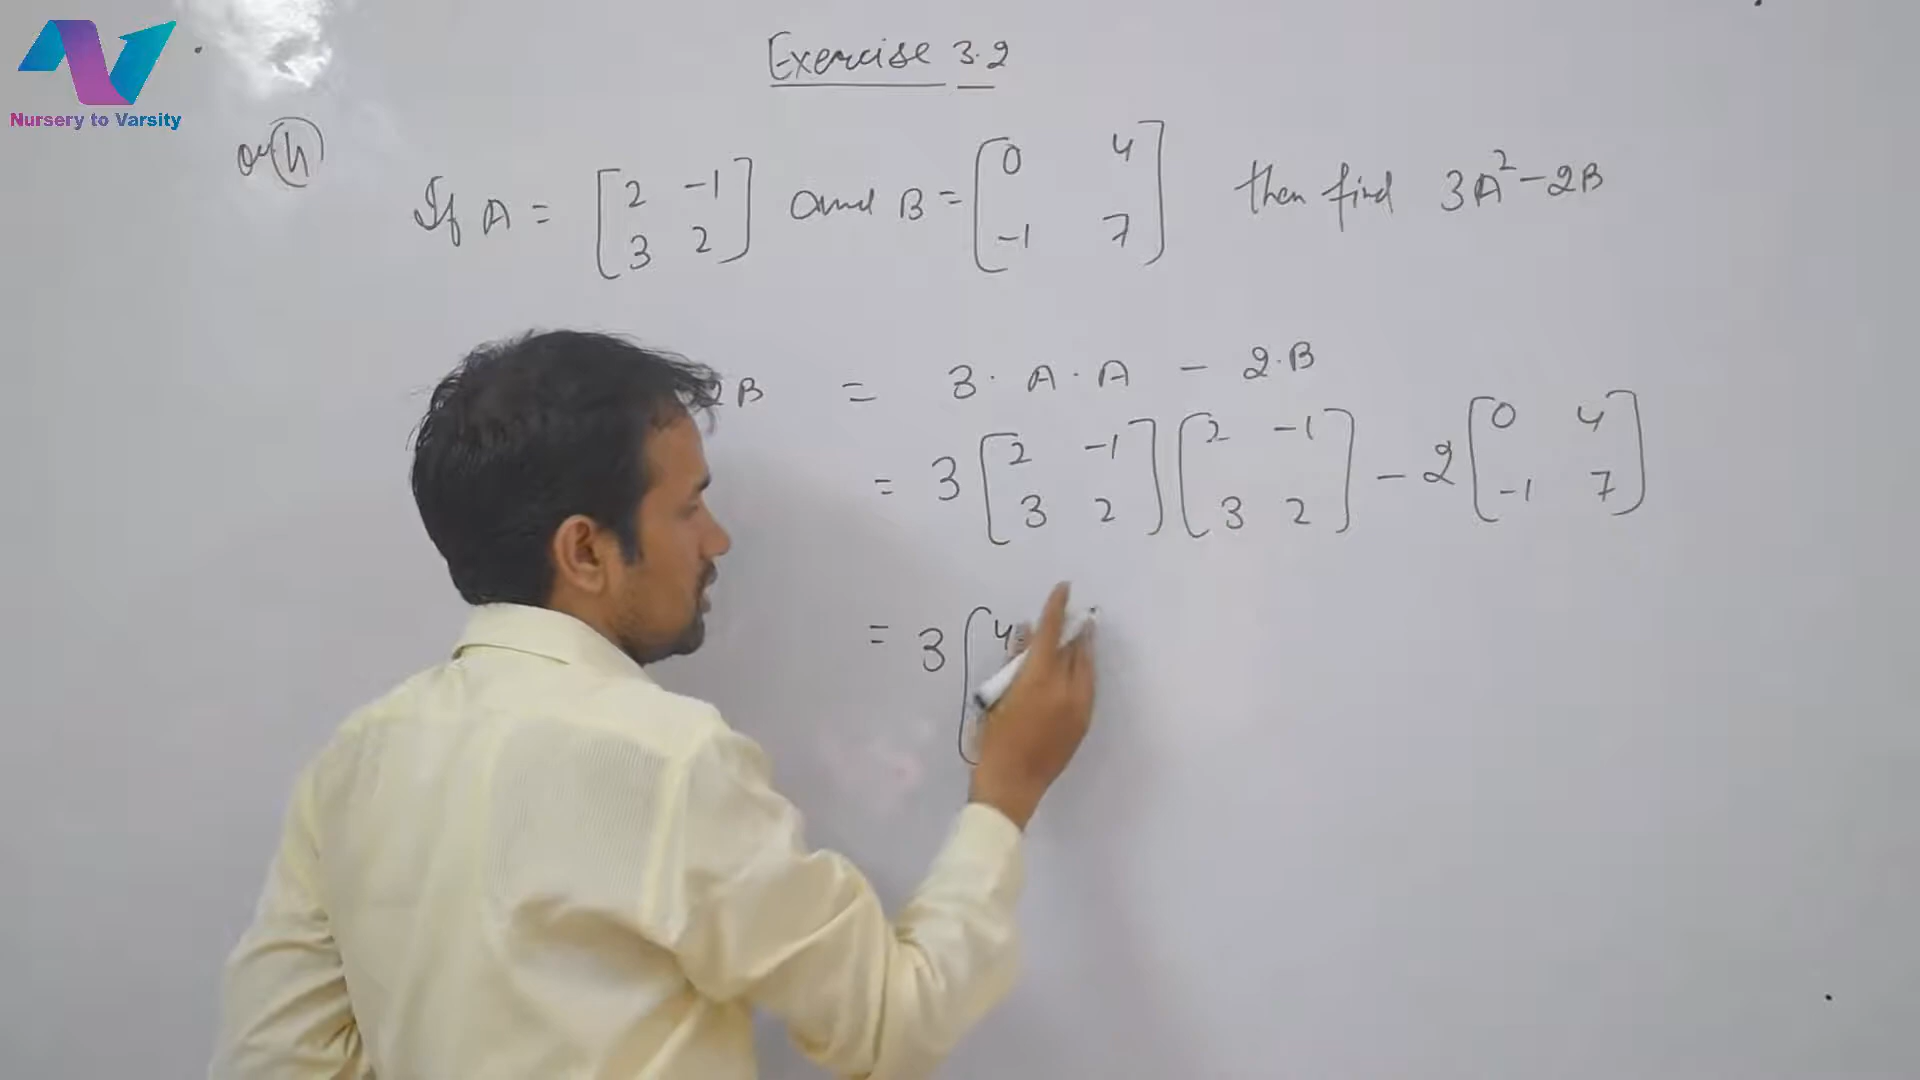 Nursery to Varsity
Exercise 3.2
(h)
If A = [2 -1 and B = [0 4 then find 3A² - 2B
3 2] -1 7]
2B = 3 · A · A - 2·B
= 3 [2 -1] [2 -1] - 2 [0 4]
3 2 3 2 -1 7
= 3 [4